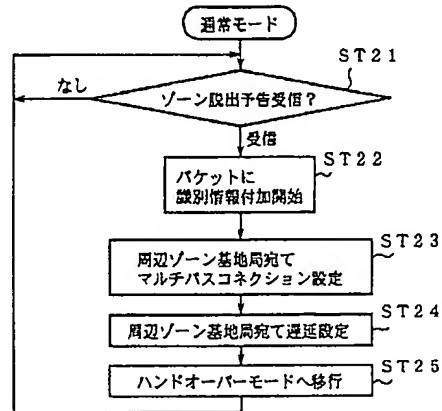 通常モード
ST21
なし
ゾーン脱出予告受信？
受信
ST22
パケットに
識別情報付加開始
ST23
周辺ゾーン基地局宛て
マルチパスコネクション設定
ST24
周辺ゾーン基地局宛て遅延設定
ST25
ハンドオーバーモードへ移行